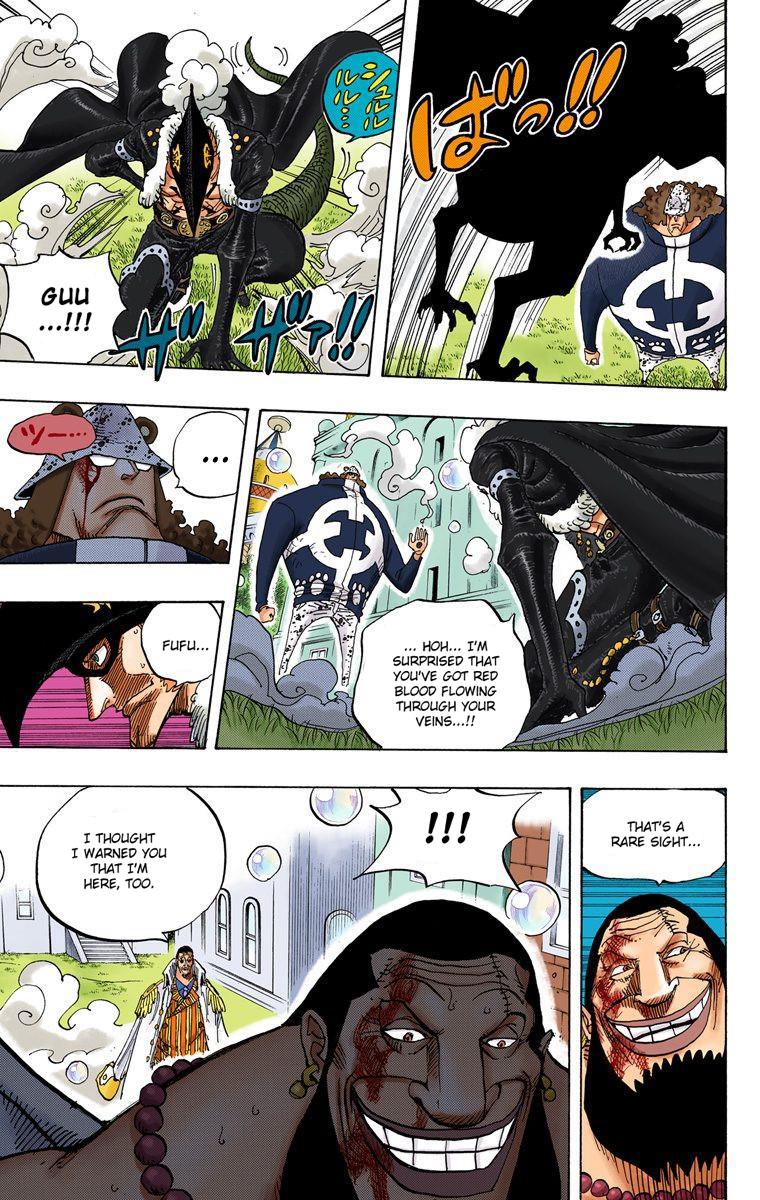 ばっ!!
シュル
ルル…
GUU
...!!!
ザザァ!!
... HOH... I'M
SURPRISED THAT
YOU'VE GOT RED
BLOOD FLOWING
THROUGH YOUR
VEINS...!!
...
ツー…
FUFU...
THAT'S A
RARE SIGHT...
!!!
I THOUGHT
I WARNED YOU
THAT I'M
HERE, TOO.